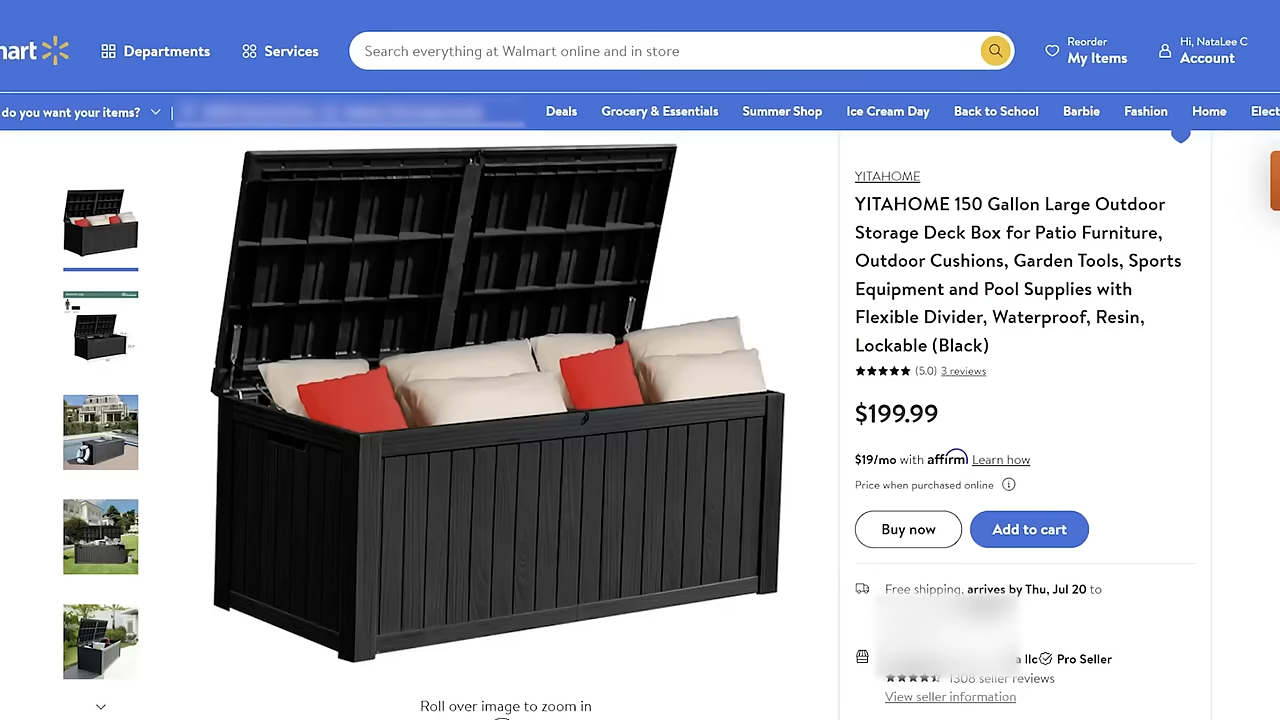 mart
Departments
Services
Search everything at Walmart online and in store
Reorder
My Items
Hi, NataLee C
Account
do you want your items?
Deals
Grocery & Essentials
Summer Shop
Ice Cream Day
Back to School
Barbie
Fashion
Home
Elect
YITAHOME
YITAHOME 150 Gallon Large Outdoor
Storage Deck Box for Patio Furniture,
Outdoor Cushions, Garden Tools, Sports
Equipment and Pool Supplies with
Flexible Divider, Waterproof, Resin,
Lockable (Black)
(5.0) 3 reviews
$199.99
$19/mo with affirm Learn how
Price when purchased online
Buy now
Add to cart
Free shipping, arrives by Thu, Jul 20 to
a llc Pro Seller
1308 seller reviews
View seller information
Roll over image to zoom in